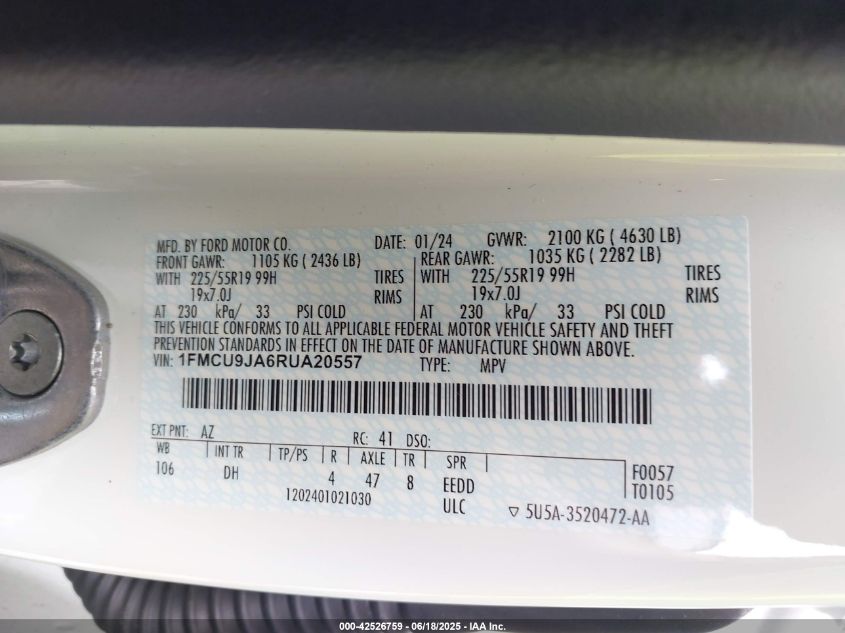 MFD. BY FORD MOTOR CO. DATE: 01/24 GVWR: 2100 KG ( 4630 LB)
FRONT GAWR: 1105 KG ( 2436 LB) REAR GAWR: 1035 KG ( 2282 LB)
WITH 225/55R19 99H TIRES WITH 225/55R19 99H TIRES
19x7.0J RIMS 19x7.0J RIMS
AT 230 kPa/ 33 PSI COLD AT 230 kPa/ 33 PSI COLD
THIS VEHICLE CONFORMS TO ALL APPLICABLE FEDERAL MOTOR VEHICLE SAFETY AND THEFT
PREVENTION STANDARDS IN EFFECT ON THE DATE OF MANUFACTURE SHOWN ABOVE.
VIN: 1FMCU9JA6RUA20557 TYPE: MPV
EXT PNT: AZ RC: 41 DSO:
WB INT TR TP/PS R AXLE TR SPR F0057
106 DH 4 47 8 EEDD T0105
1202401021030 ULC ▽ 5U5A-3520472-AA
000-42526759 - 06/18/2025 - IAA Inc.